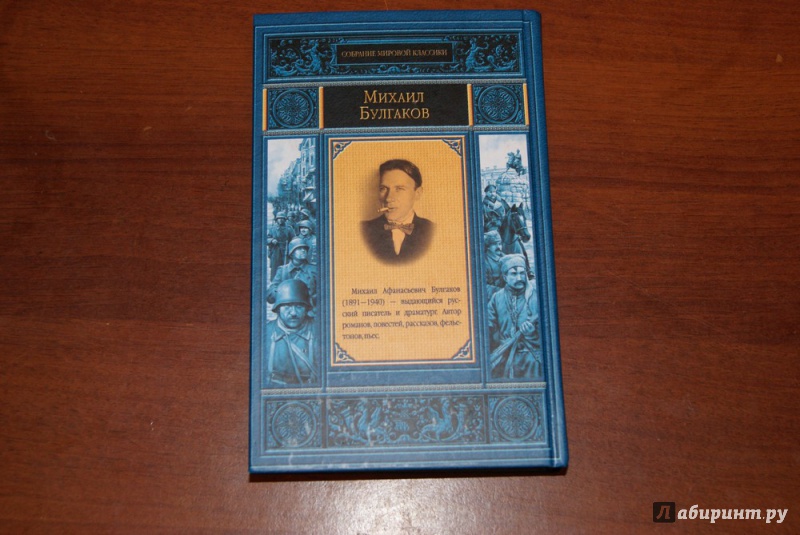 СОБРАНИЕ МИРОВОЙ КЛАССИКИ
МИХАИЛ
БУЛГАКОВ
Михаил Афанасьевич Булгаков
(1891—1940) — выдающийся рус-
ский писатель и драматург. Автор
романов, повестей, рассказов, фелье-
тонов, пьес.
Лабиринт.ру